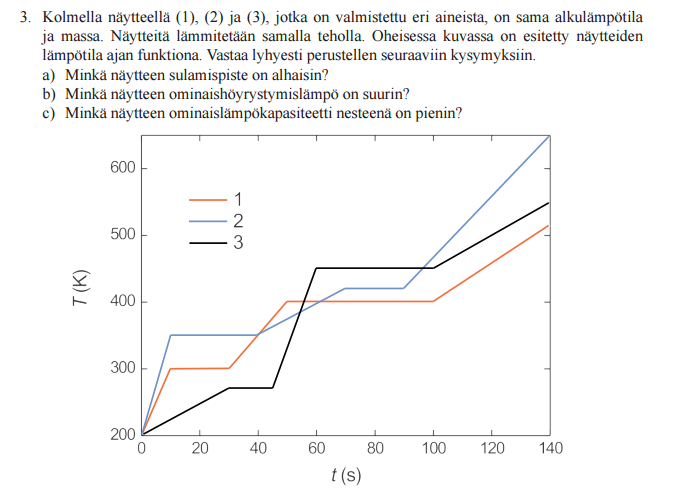 3. Kolmella näytteellä (1), (2) ja (3), jotka on valmistettu eri aineista, on sama alkulämpötila
ja massa. Näytteitä lämmitetään samalla teholla. Oheisessa kuvassa on esitetty näytteiden
lämpötila ajan funktiona. Vastaa lyhyesti perustellen seuraaviin kysymyksiin.
a) Minkä näytteen sulamispiste on alhaisin?
b) Minkä näytteen ominaishöyrystymislämpö on suurin?
c) Minkä näytteen ominaislämpökapasiteetti nesteenä on pienin?
600
1
2
3
500
T (K)
400
300
200
0 20 40 60 80 100 120 140
t (s)